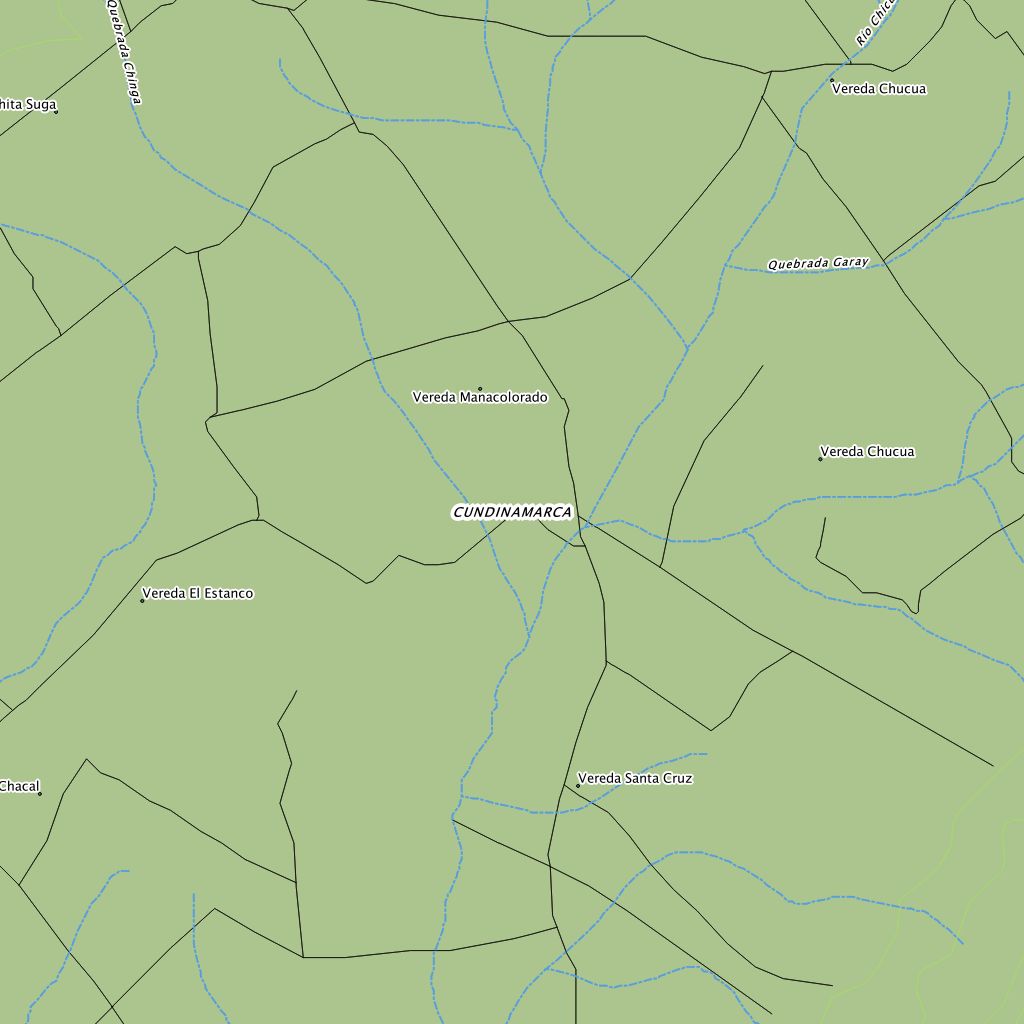 Quebrada Chinga
Rio Chico
hita Suga
Vereda Chucua
Quebrada Garay
Vereda Manacolorado
Vereda Chucua
CUNDINAMARCA
Vereda El Estanco
Vereda Santa Cruz
Chacal